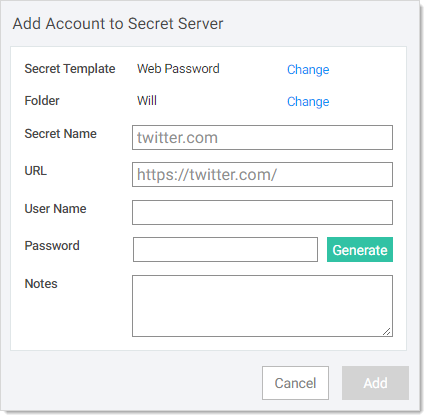 Add Account to Secret Server
Secret Template Web Password Change
Folder Will Change
Secret Name twitter.com
URL https://twitter.com/
User Name
Password Generate
Notes
Cancel Add